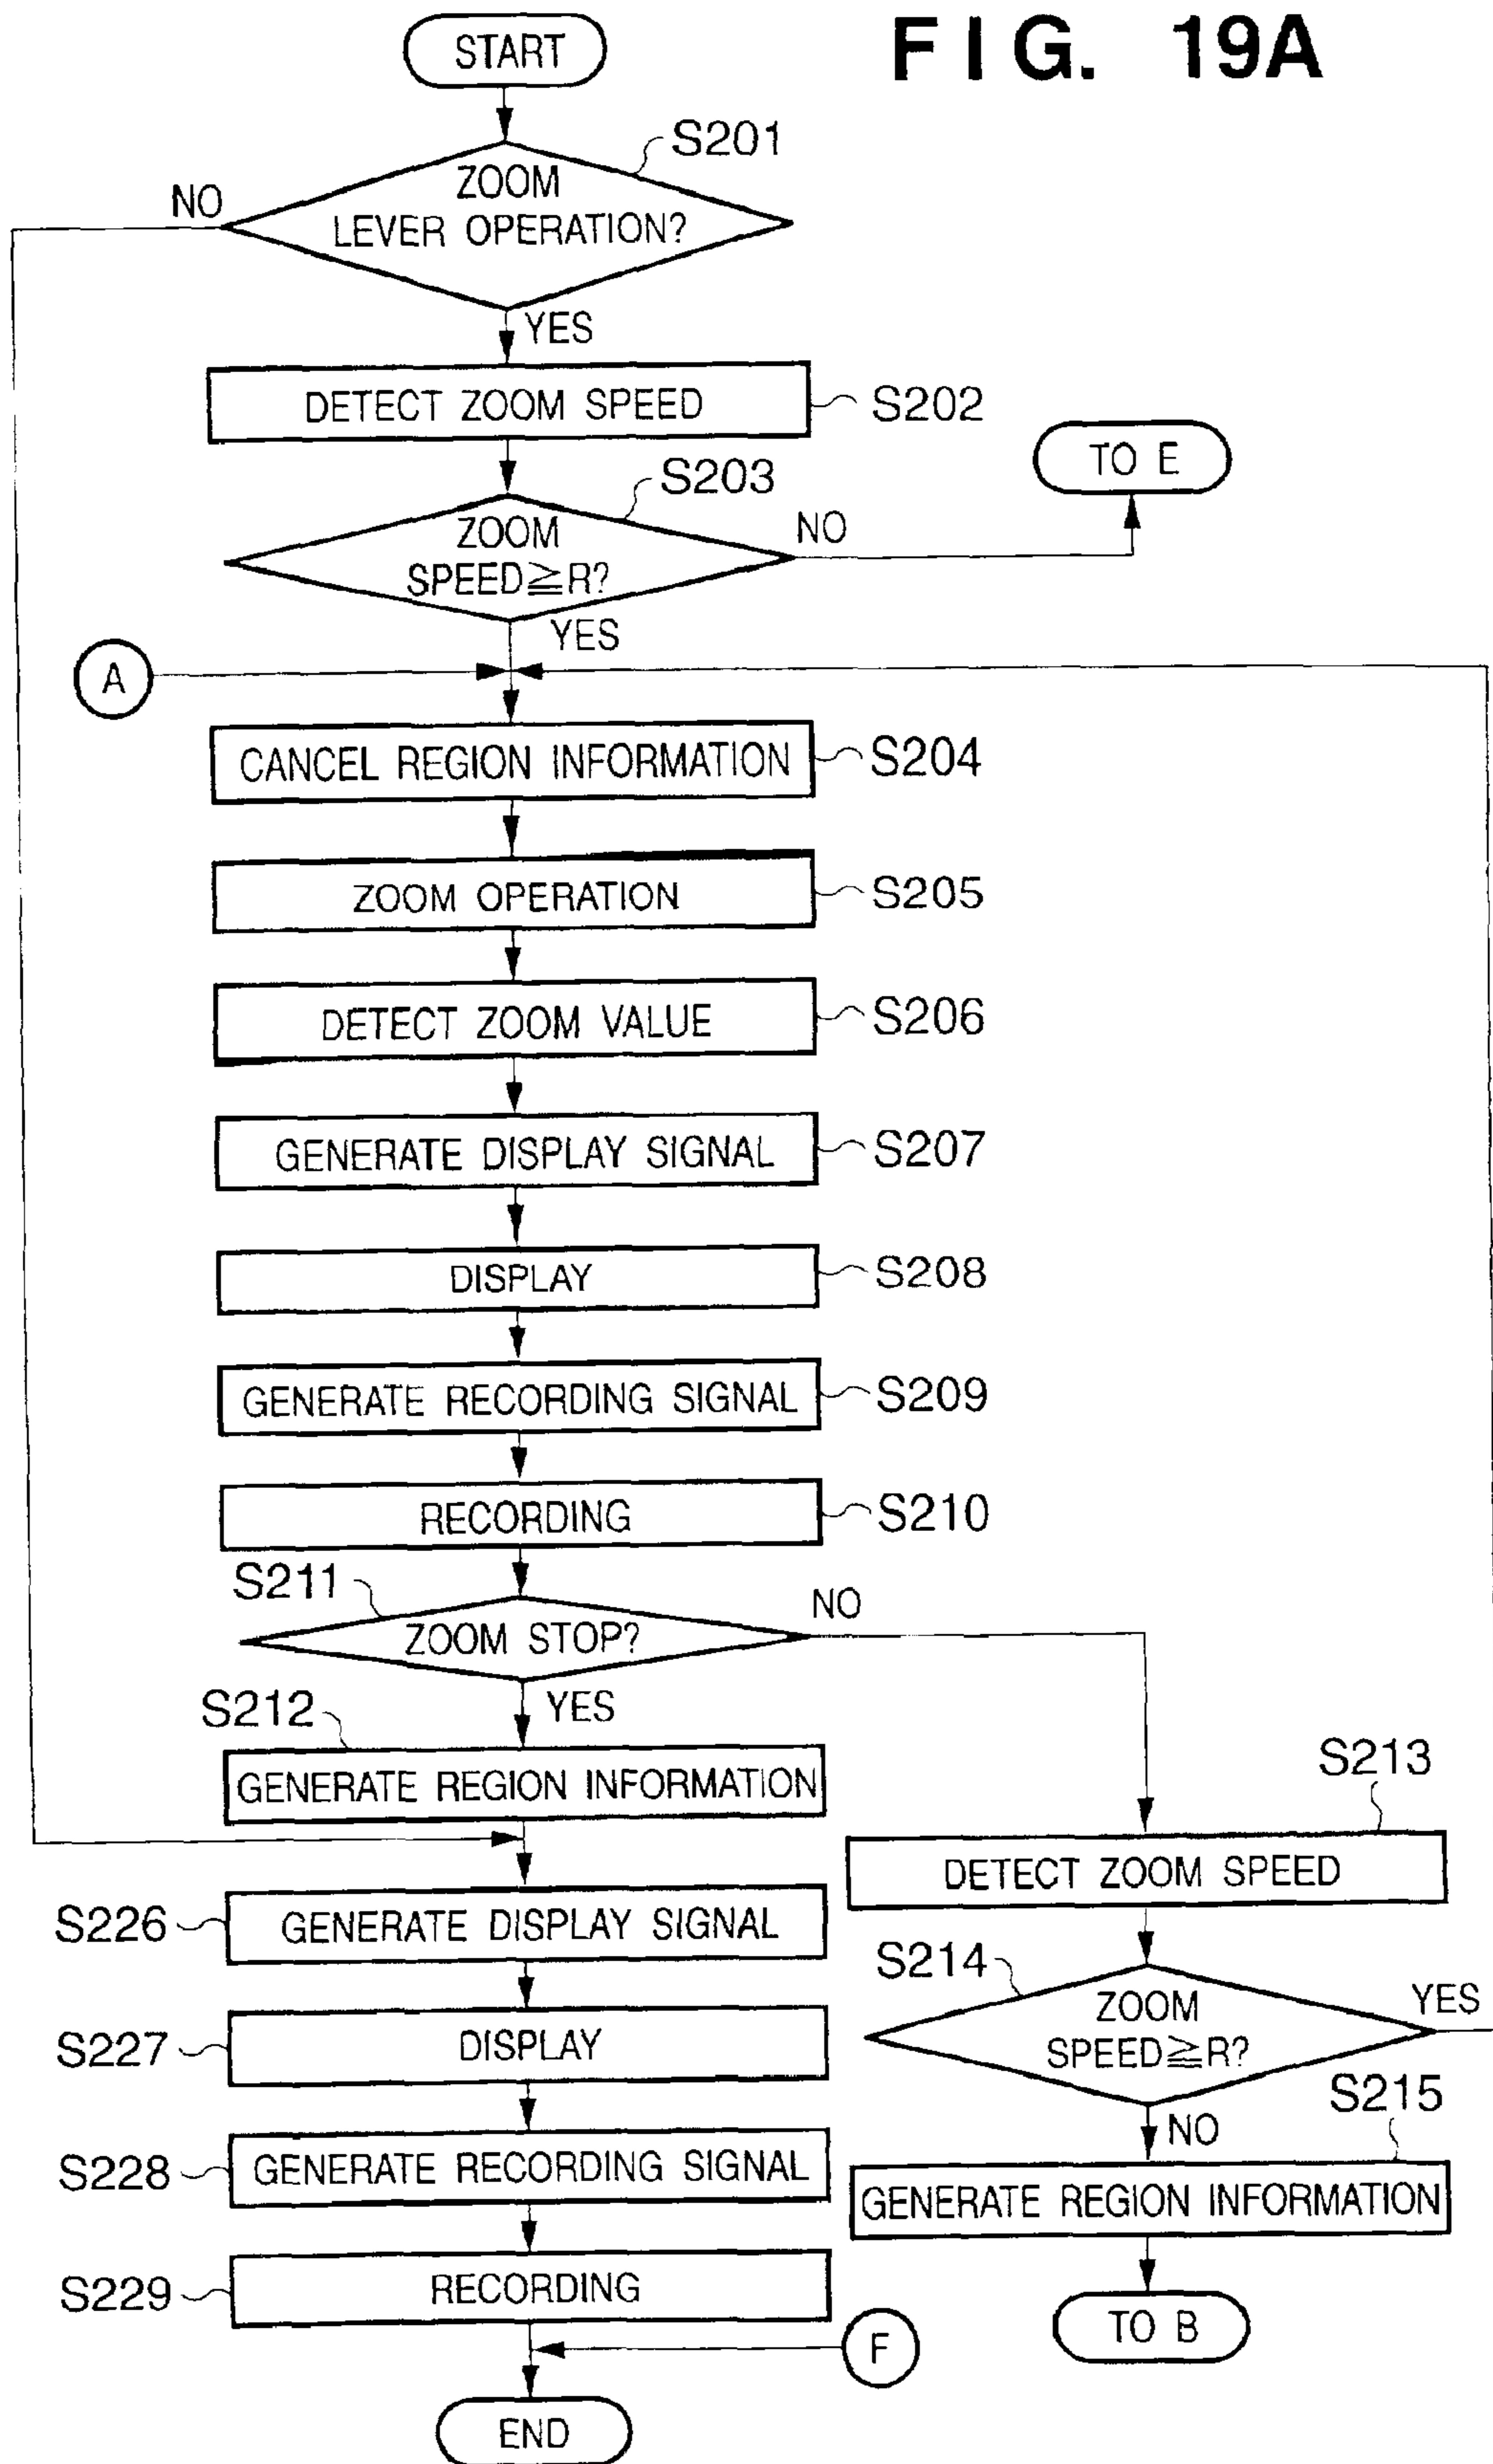 FIG. 19A
START
S201
ZOOM
LEVER OPERATION?
NO
YES
DETECT ZOOM SPEED
S202
TO E
S203
ZOOM
SPEED≧R?
NO
YES
A
CANCEL REGION INFORMATION
S204
ZOOM OPERATION
S205
DETECT ZOOM VALUE
S206
GENERATE DISPLAY SIGNAL
S207
DISPLAY
S208
GENERATE RECORDING SIGNAL
S209
RECORDING
S210
S211
ZOOM STOP?
NO
YES
S212
GENERATE REGION INFORMATION
S213
DETECT ZOOM SPEED
S226
GENERATE DISPLAY SIGNAL
S214
ZOOM
SPEED≧R?
YES
S227
DISPLAY
NO
S215
S228
GENERATE RECORDING SIGNAL
GENERATE REGION INFORMATION
S229
RECORDING
TO B
F
END